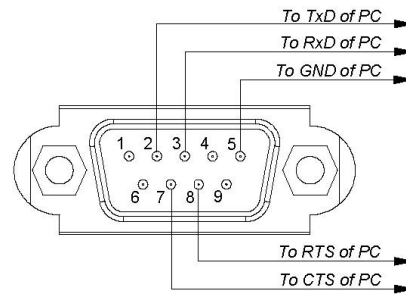 To TxD of PC
To RxD of PC
To GND of PC
1 2 3 4 5
6 7 8 9
To RTS of PC
To CTS of PC